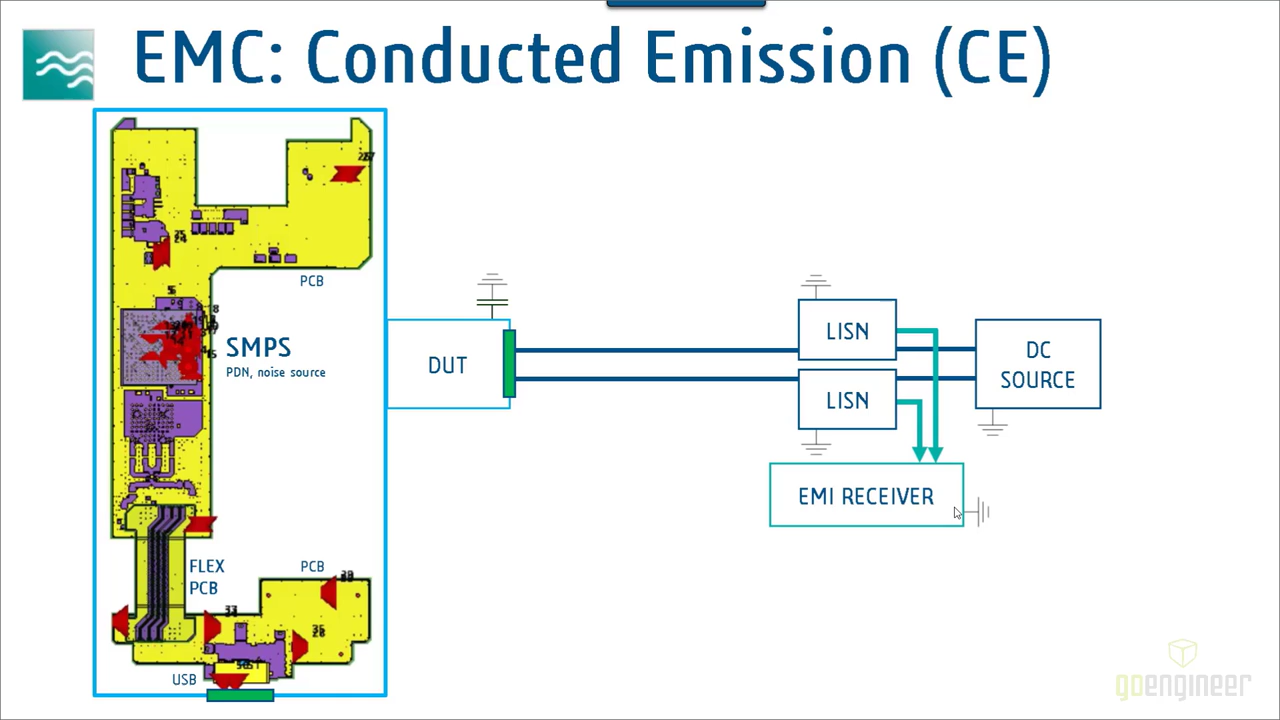 EMC: Conducted Emission (CE)
PCB
SMPS
PDN, noise source
FLEX
PCB
PCB
USB
DUT
LISN
LISN
DC
SOURCE
EMI RECEIVER
goengineer